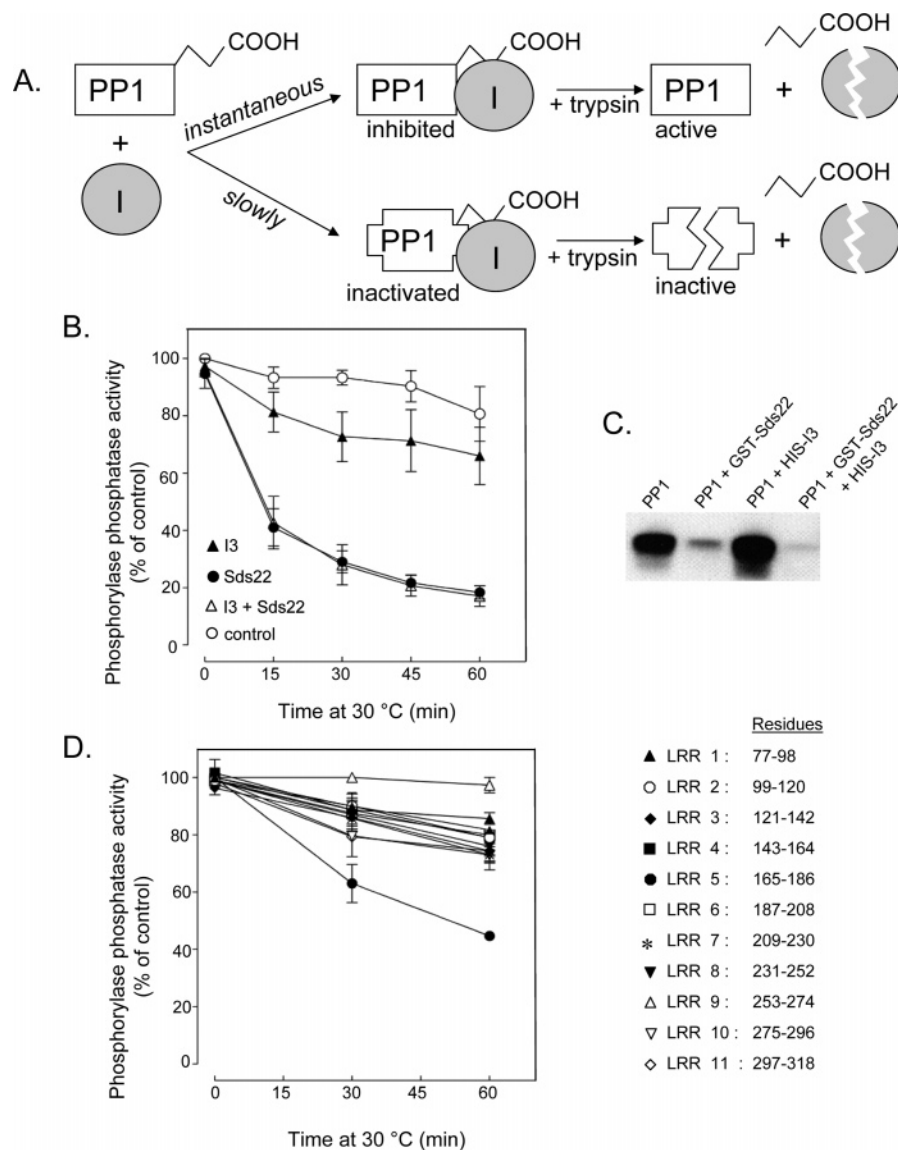 A.
COOH
COOH
COOH
PP1
PP1
I
PP1
+
instantaneous
inhibited
+ trypsin
active
+
I
slowly
COOH
COOH
PP1
I
inactivated
+ trypsin
inactive
+
B.
Phosphorylase phosphatase activity
(% of control)
100
80
60
40
20
0
I3
Sds22
I3 + Sds22
control
0 15 30 45 60
Time at 30 °C (min)
C.
PP1
PP1 + GST-Sds22
PP1 + HIS-I3
PP1 + GST-Sds22
+ HIS-I3
D.
Phosphorylase phosphatase activity
(% of control)
100
80
60
40
20
0
0 15 30 45 60
Time at 30 °C (min)
Residues
LRR 1 : 77-98
LRR 2 : 99-120
LRR 3 : 121-142
LRR 4 : 143-164
LRR 5 : 165-186
LRR 6 : 187-208
LRR 7 : 209-230
LRR 8 : 231-252
LRR 9 : 253-274
LRR 10 : 275-296
LRR 11 : 297-318